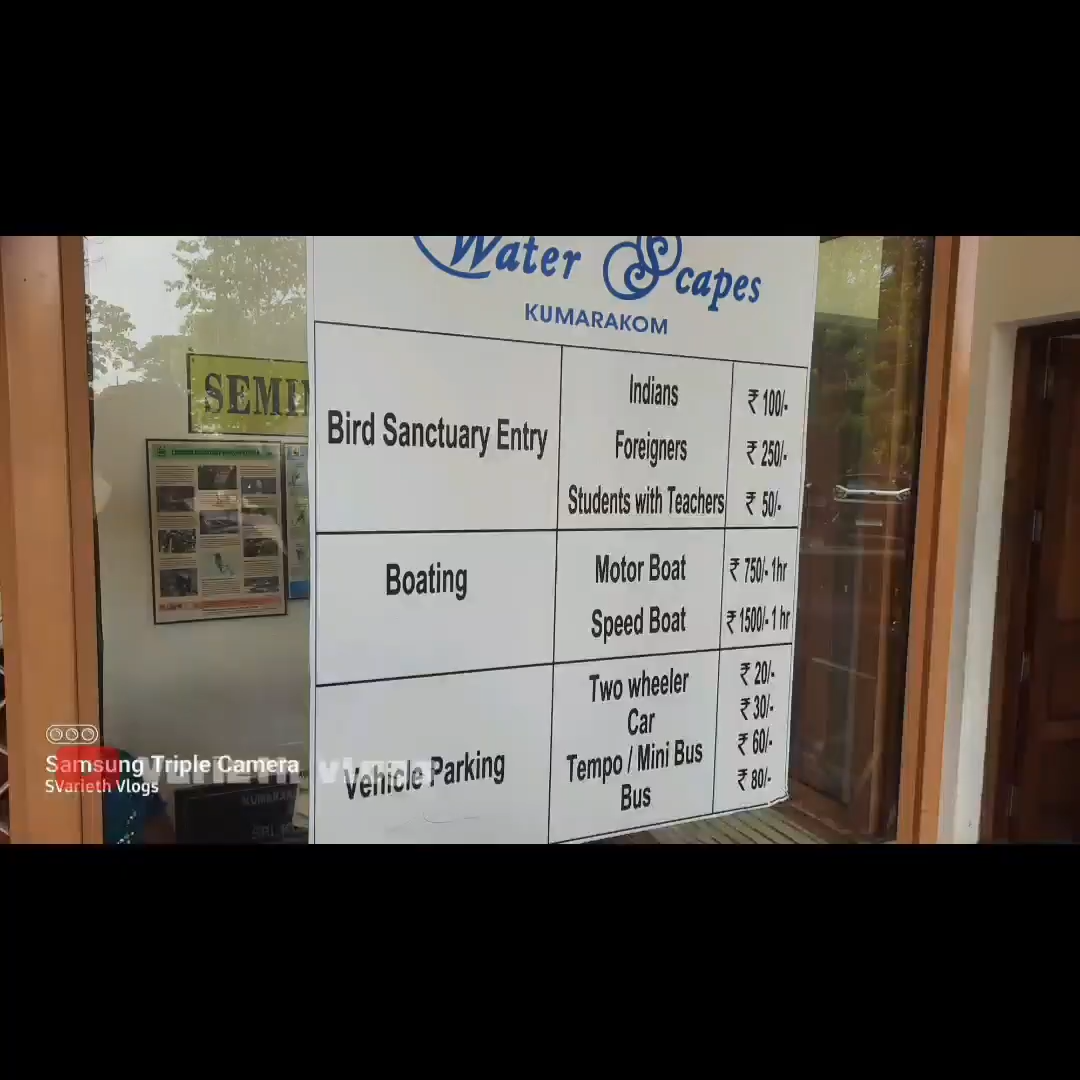 Water Scapes
KUMARAKOM
Bird Sanctuary Entry
Indians ₹ 100/-
Foreigners ₹ 250/-
Students with Teachers ₹ 50/-
Boating
Motor Boat ₹ 750/- 1hr
Speed Boat ₹ 1500/- 1 hr
Vehicle Parking
Two wheeler ₹ 20/-
Car ₹ 30/-
Tempo / Mini Bus ₹ 60/-
Bus ₹ 80/-
SEMI
Samsung Triple Camera
SVarieth Vlogs